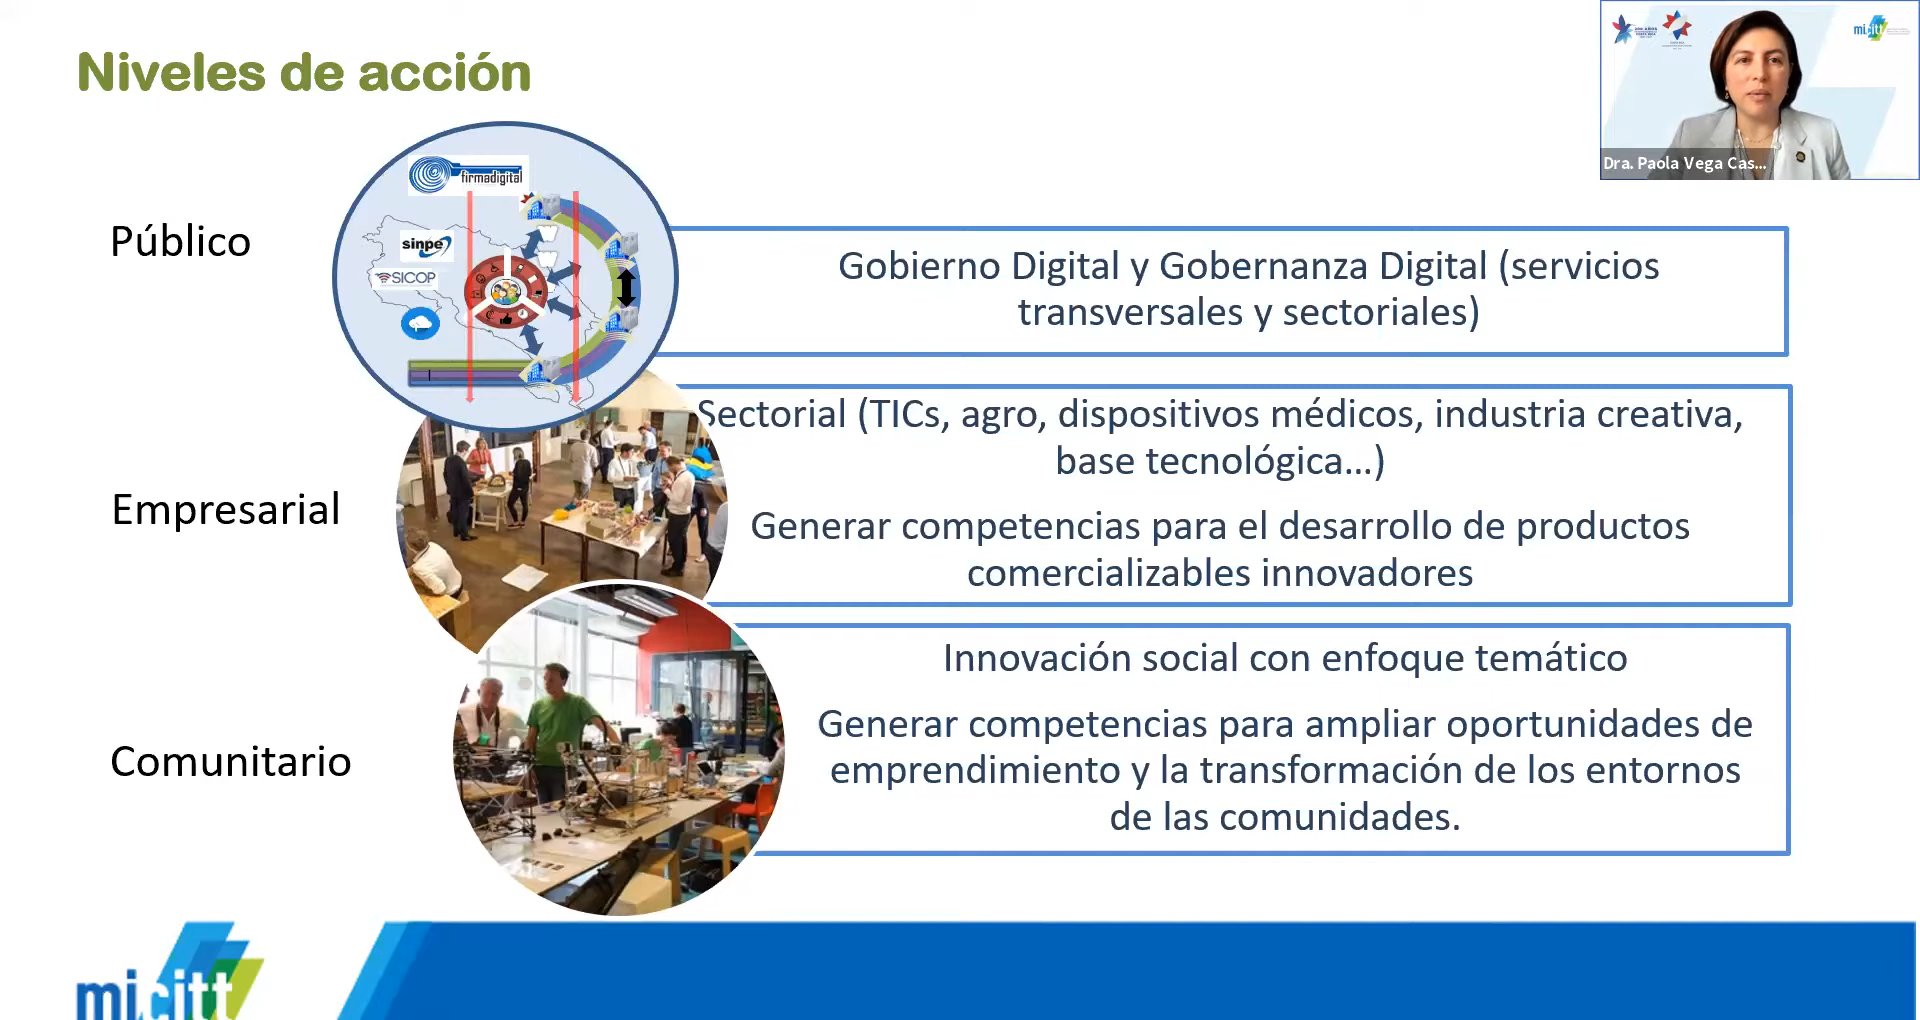 Niveles de acción
micitt
Dra. Paola Vega Cas...
firmadigital
sinpe
SICOP
Público
Gobierno Digital y Gobernanza Digital (servicios
transversales y sectoriales)
Empresarial
Sectorial (TICs, agro, dispositivos médicos, industria creativa,
base tecnológica...)
Generar competencias para el desarrollo de productos
comercializables innovadores
Comunitario
Innovación social con enfoque temático
Generar competencias para ampliar oportunidades de
emprendimiento y la transformación de los entornos
de las comunidades.
micitt